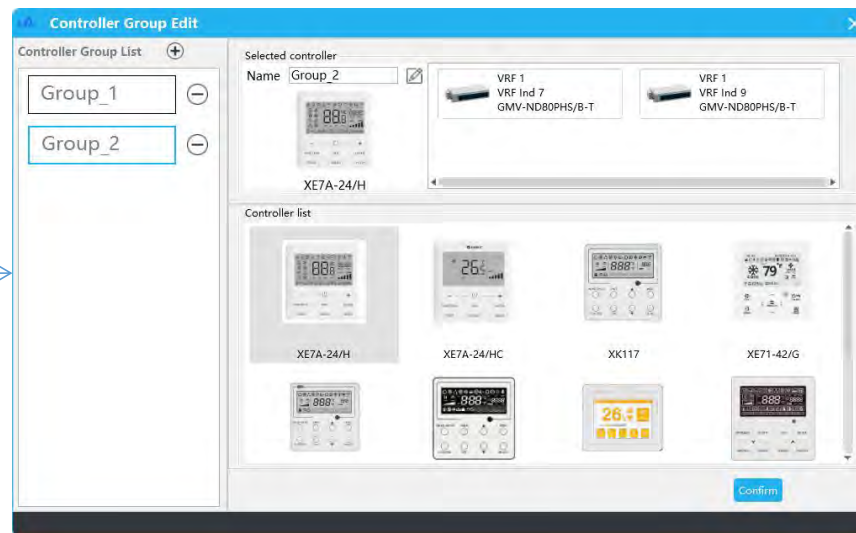 Controller Group Edit
Controller Group List
Group_1
Group_2
Selected controller
Name Group_2
XE7A-24/H
VRF 1
VRF Ind 7
GMV-ND80PHS/B-T
VRF 1
VRF Ind 9
GMV-ND80PHS/B-T
Controller list
XE7A-24/H
XE7A-24/HC
XK117
XE71-42/G
Confirm